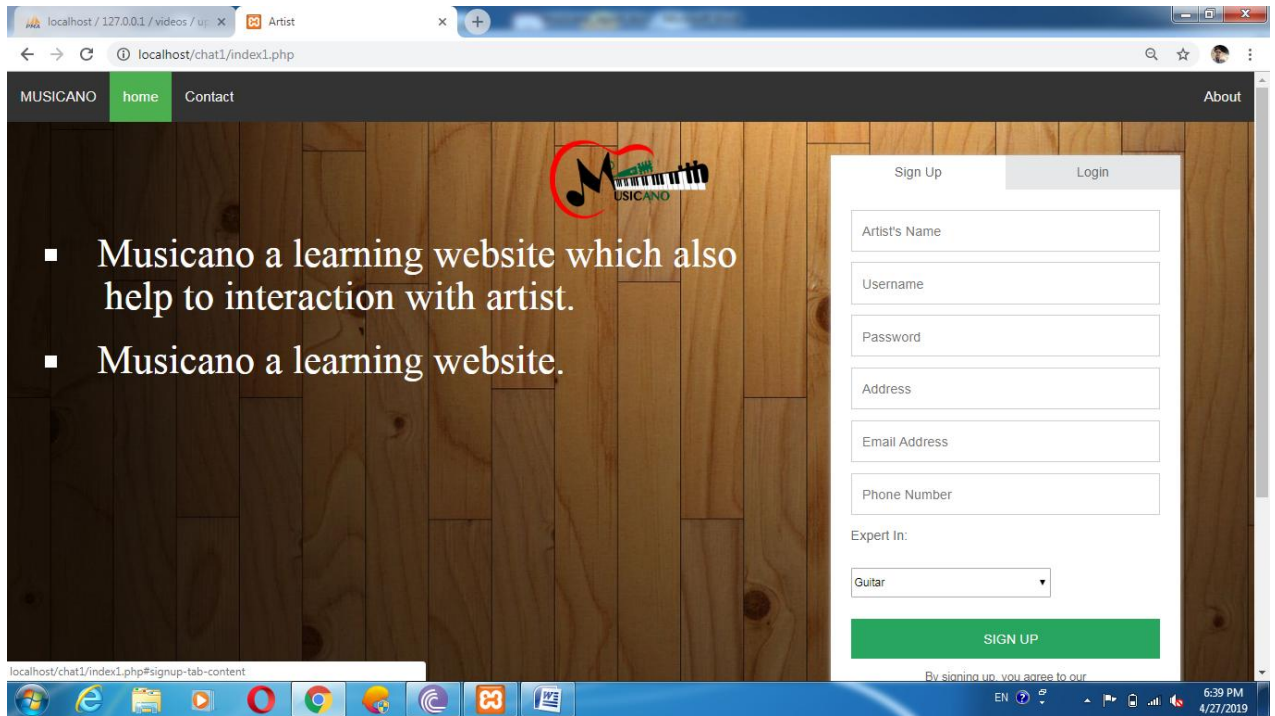 localhost / 127.0.0.1 / videos / up
Artist
localhost/chat1/index1.php
MUSICANO home Contact About
USICANO
Musicano a learning website which also
help to interaction with artist.
Musicano a learning website.
Sign Up Login
Artist's Name
Username
Password
Address
Email Address
Phone Number
Expert In:
Guitar
SIGN UP
By signing up, you agree to our
localhost/chat1/index1.php#signup-tab-content
EN
6:39 PM
4/27/2019